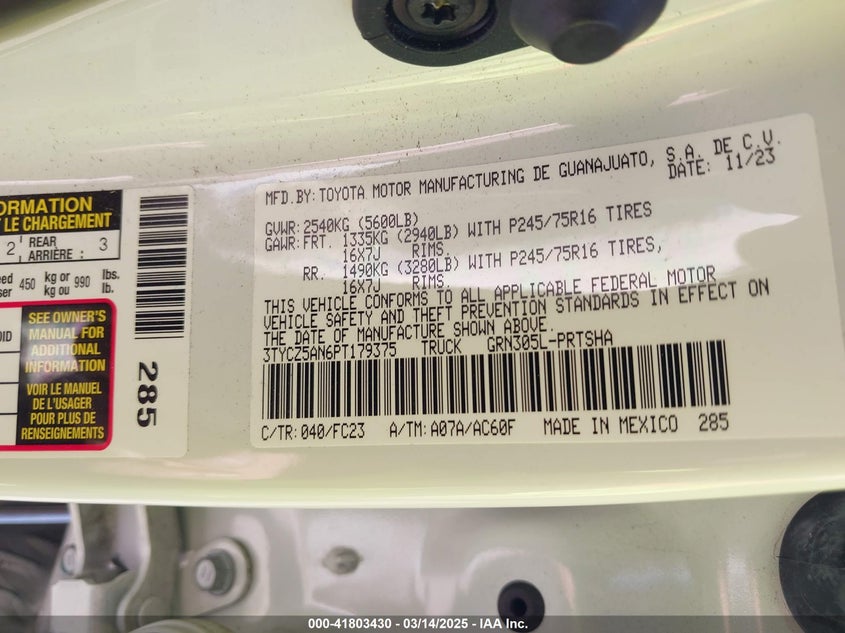 ORMATION
T LE CHARGEMENT
2 REAR ARRIÈRE : 3
450 kg or kg ou 990 lbs. lb.
SEE OWNER'S
MANUAL FOR
ADDITIONAL
INFORMATION
VOIR LE MANUEL
DE L'USAGER
POUR PLUS DE
RENSEIGNEMENTS
285
MFD.BY:TOYOTA MOTOR MANUFACTURING DE GUANAJUATO, S.A. DE C.V.
DATE: 11/23
GVWR:2540KG (5600LB)
GAWR:FRT. 1335KG (2940LB) WITH P245/75R16 TIRES
16X7J RIMS,
RR. 1490KG (3280LB) WITH P245/75R16 TIRES,
16X7J RIMS,
THIS VEHICLE CONFORMS TO ALL APPLICABLE FEDERAL MOTOR
VEHICLE SAFETY AND THEFT PREVENTION STANDARDS IN EFFECT ON
THE DATE OF MANUFACTURE SHOWN ABOVE.
3TYCZ5AN6PT179375 TRUCK GRN305L-PRTSHA
C/TR:040/FC23 A/TM:A07A/AC60F MADE IN MEXICO 285
000-41803430 - 03/14/2025 - IAA Inc.